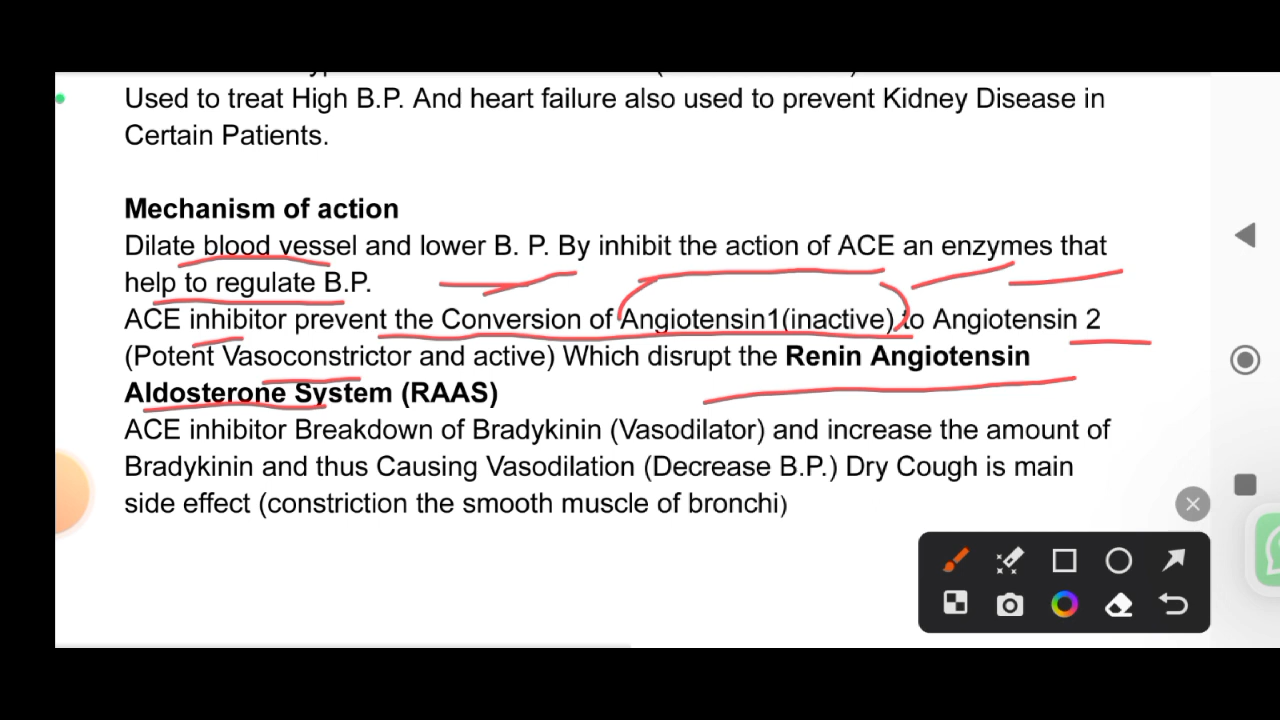 Used to treat High B.P. And heart failure also used to prevent Kidney Disease in
Certain Patients.
Mechanism of action
Dilate blood vessel and lower B. P. By inhibit the action of ACE an enzymes that
help to regulate B.P.
ACE inhibitor prevent the Conversion of Angiotensin1(inactive) to Angiotensin 2
(Potent Vasoconstrictor and active) Which disrupt the Renin Angiotensin
Aldosterone System (RAAS)
ACE inhibitor Breakdown of Bradykinin (Vasodilator) and increase the amount of
Bradykinin and thus Causing Vasodilation (Decrease B.P.) Dry Cough is main
side effect (constriction the smooth muscle of bronchi)